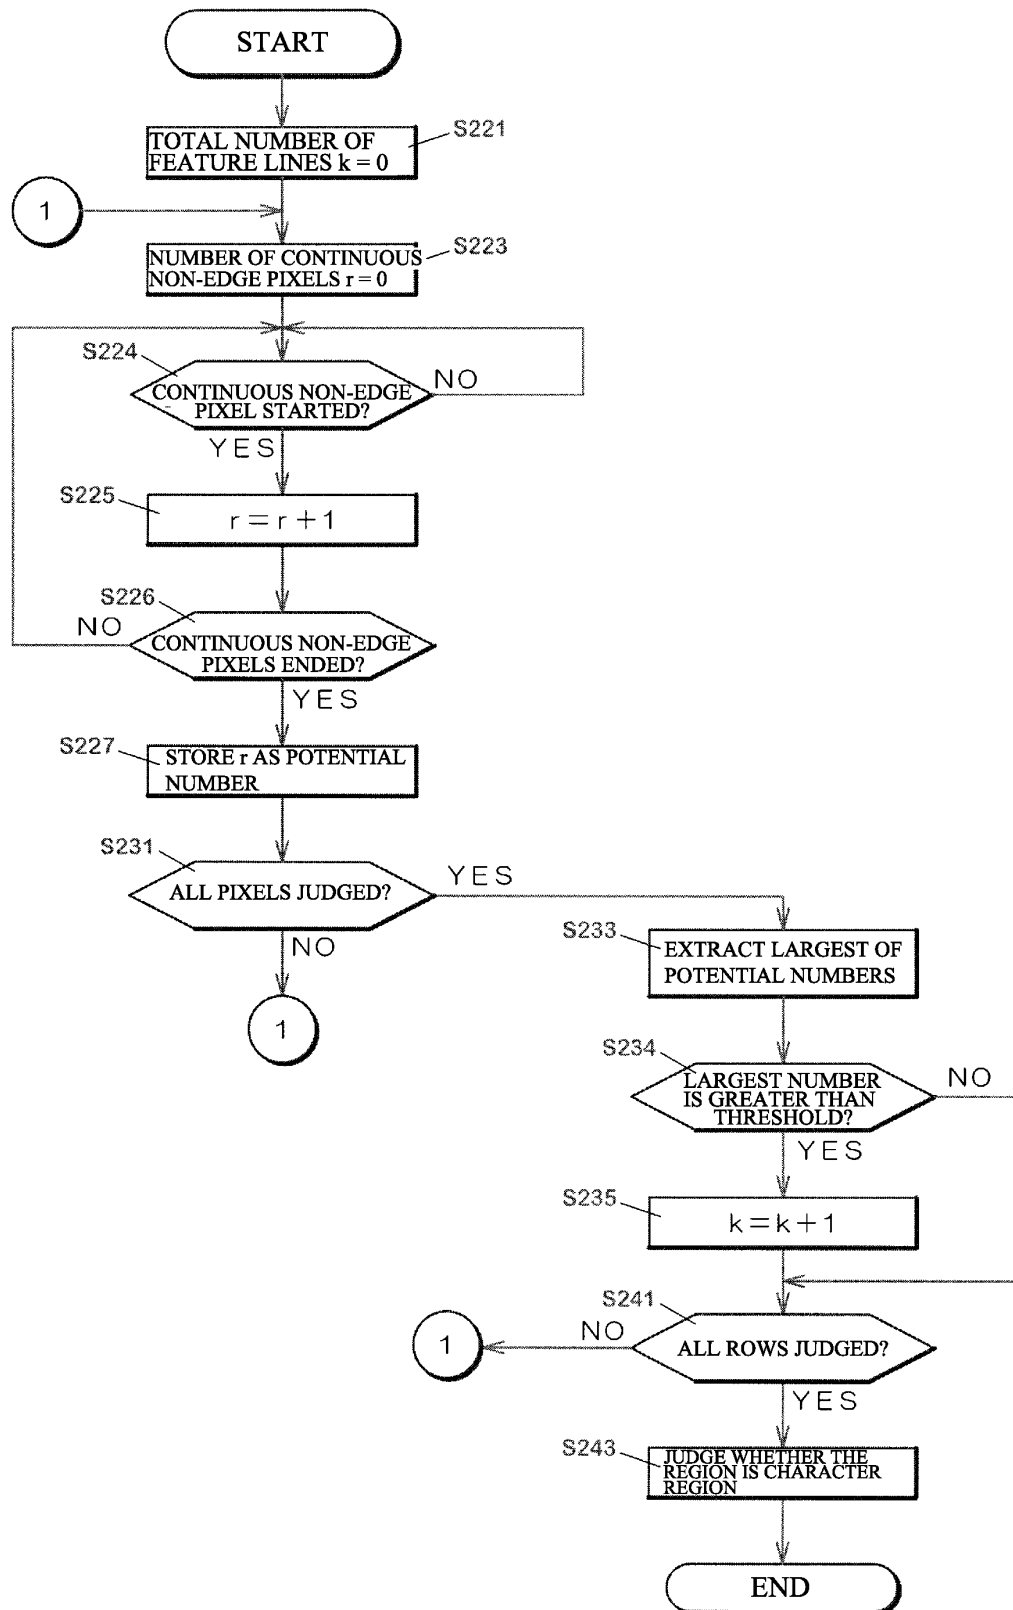 START
S221
TOTAL NUMBER OF
FEATURE LINES k = 0
1
S223
NUMBER OF CONTINUOUS
NON-EDGE PIXELS r = 0
S224
CONTINUOUS NON-EDGE
PIXEL STARTED?
NO
YES
S225
r = r + 1
S226
NO
CONTINUOUS NON-EDGE
PIXELS ENDED?
YES
S227
STORE r AS POTENTIAL
NUMBER
S231
ALL PIXELS JUDGED?
YES
NO
1
S233
EXTRACT LARGEST OF
POTENTIAL NUMBERS
S234
LARGEST NUMBER
IS GREATER THAN
THRESHOLD?
NO
YES
S235
k = k + 1
S241
ALL ROWS JUDGED?
NO
1
YES
S243
JUDGE WHETHER THE
REGION IS CHARACTER
REGION
END